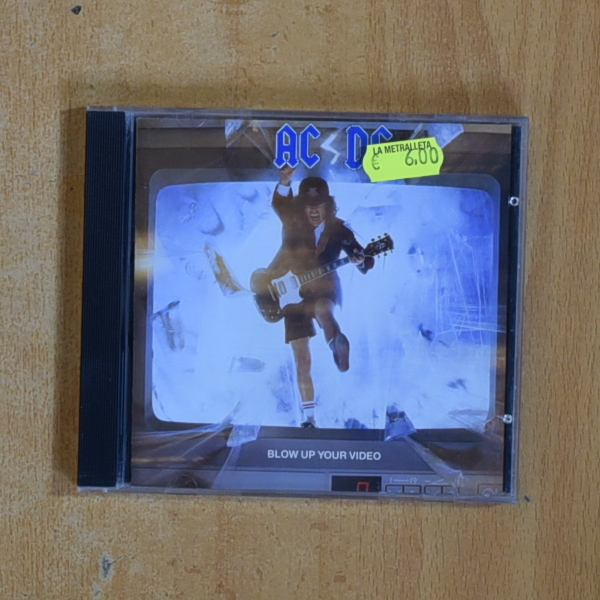 AC⚡DC
LA METRALLETA
€ 6,00
BLOW UP YOUR VIDEO